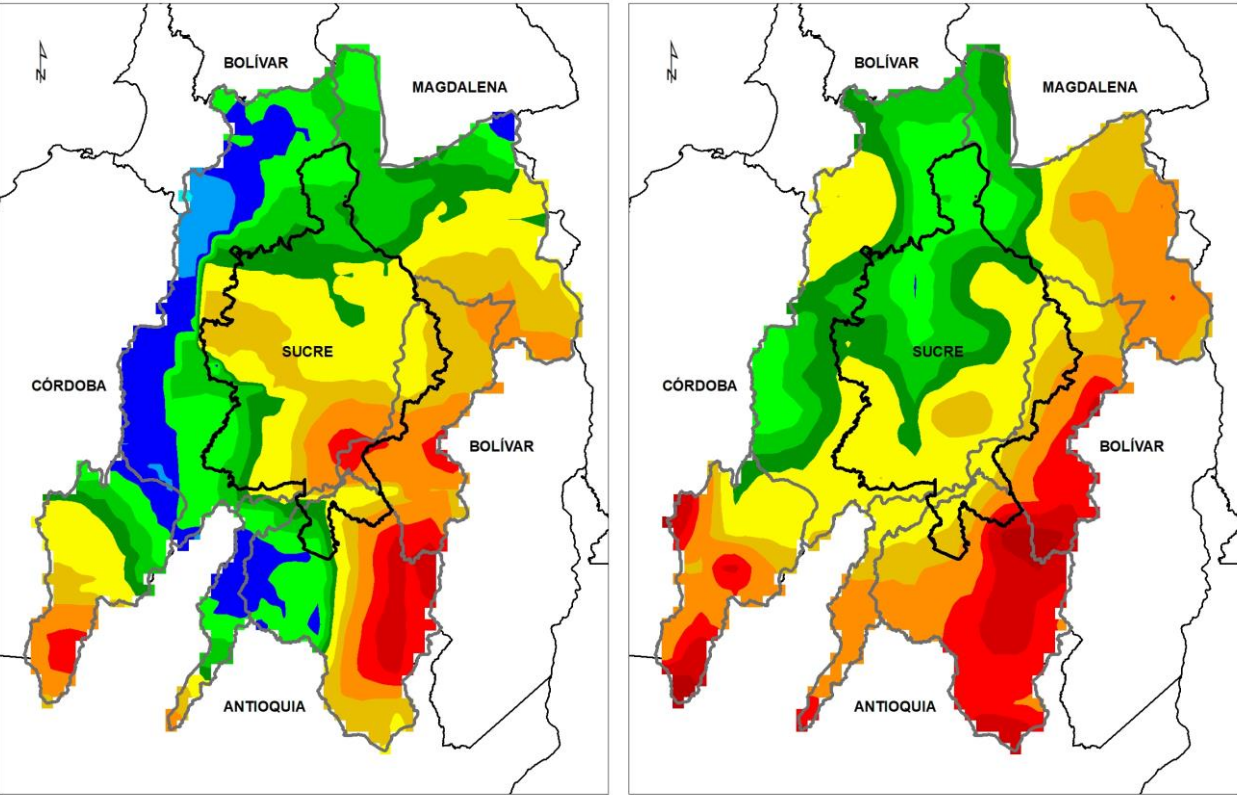 N
BOLÍVAR
MAGDALENA
SUCRE
CÓRDOBA
BOLÍVAR
ANTIOQUIA
N
BOLÍVAR
MAGDALENA
SUCRE
CÓRDOBA
BOLÍVAR
ANTIOQUIA